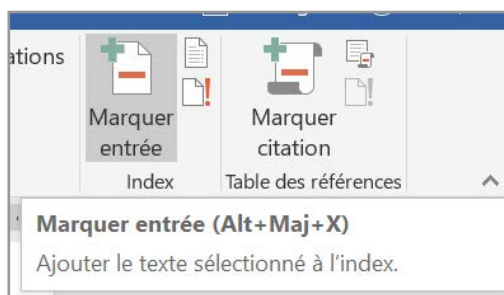 ations
Marquer
entrée
Marquer
citation
Index
Table des références
Marquer entrée (Alt+Maj+X)
Ajouter le texte sélectionné à l'index.